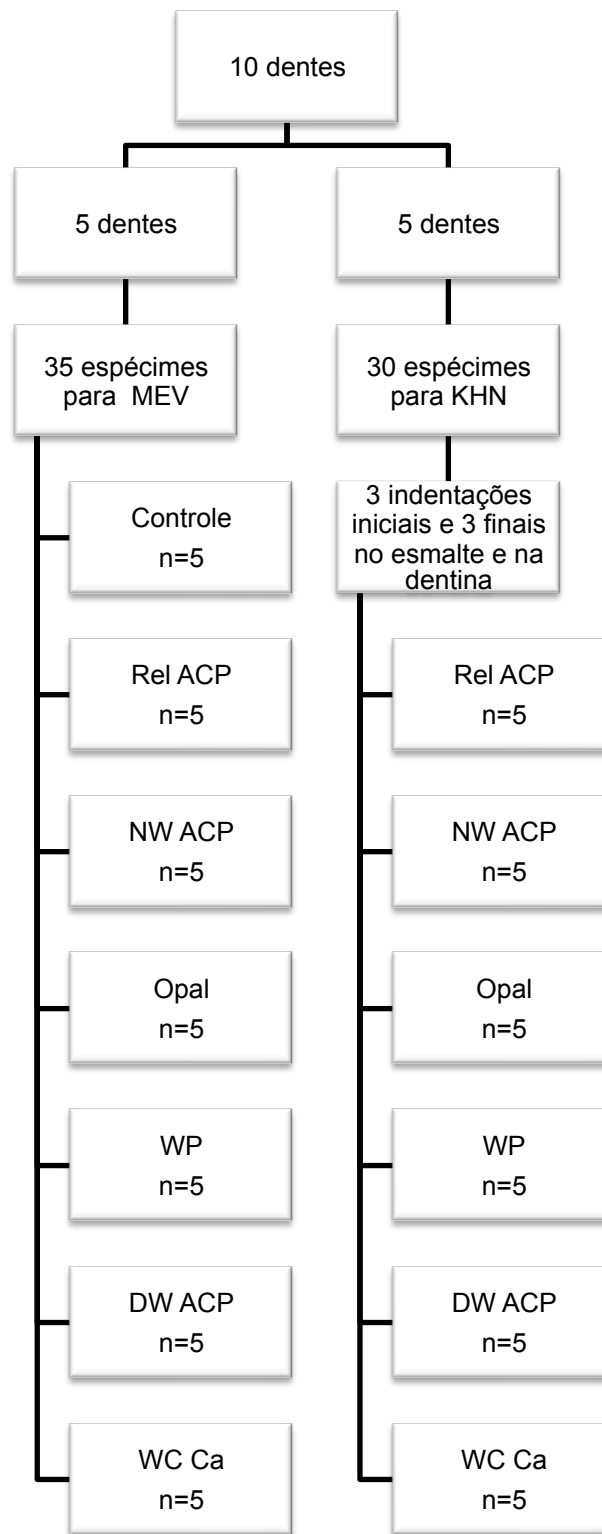 10 dentes
5 dentes
5 dentes
35 espécimes
para MEV
30 espécimes
para KHN
Controle
n=5
3 indentações
iniciais e 3 finais
no esmalte e na
dentina
Rel ACP
n=5
Rel ACP
n=5
NW ACP
n=5
NW ACP
n=5
Opal
n=5
Opal
n=5
WP
n=5
WP
n=5
DW ACP
n=5
DW ACP
n=5
WC Ca
n=5
WC Ca
n=5